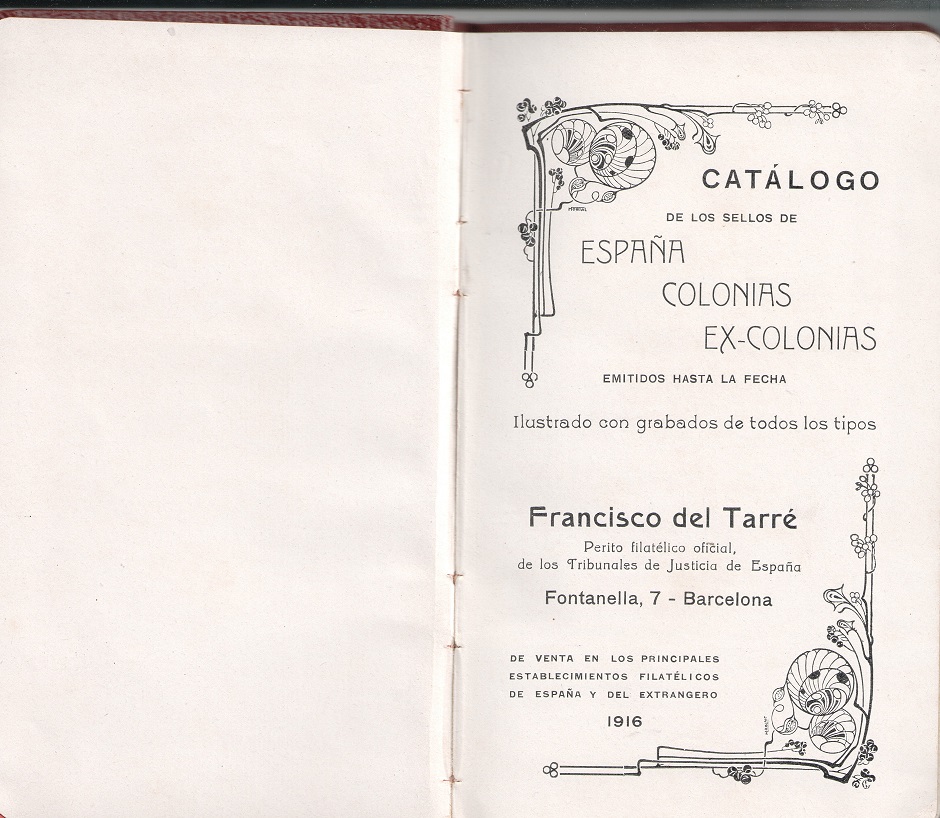 CATÁLOGO
DE LOS SELLOS DE
ESPAÑA
COLONIAS
EX-COLONIAS
EMITIDOS HASTA LA FECHA
Ilustrado con grabados de todos los tipos
Francisco del Tarré
Perito filatélico oficial,
de los Tribunales de Justicia de España
Fontanella, 7 - Barcelona
DE VENTA EN LOS PRINCIPALES
ESTABLECIMIENTOS FILATÉLICOS
DE ESPAÑA Y DEL EXTRANGERO
1916